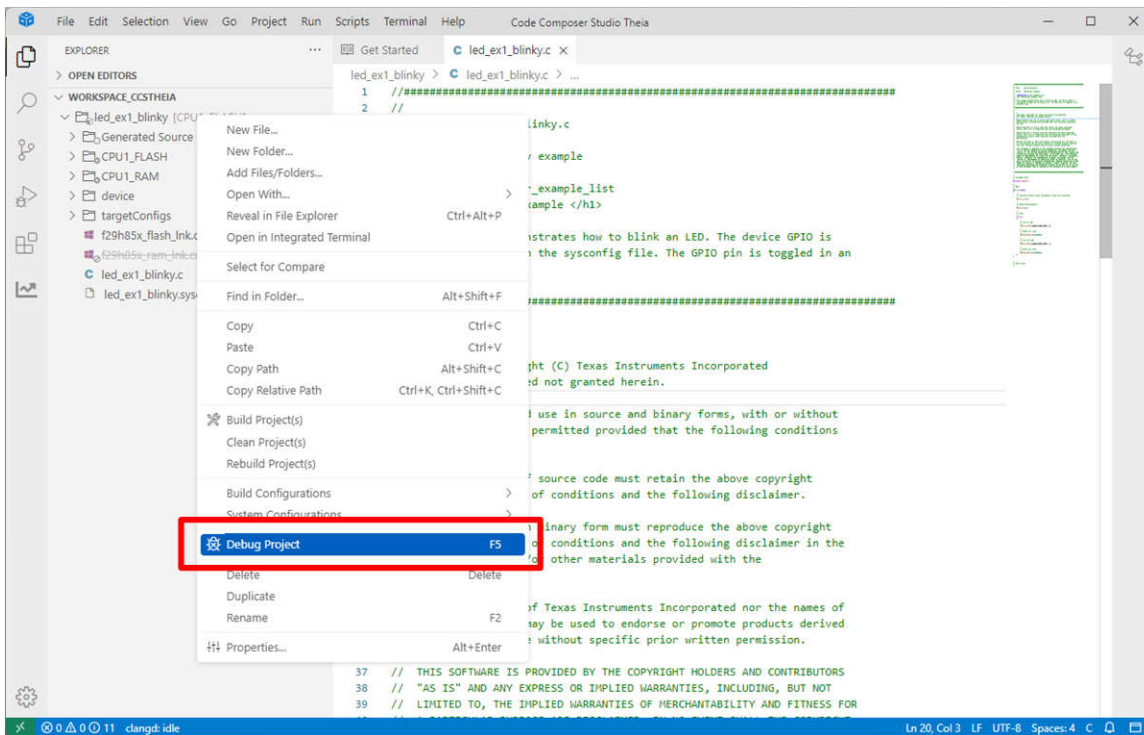 File Edit Selection View Go Project Run Scripts Terminal Help Code Composer Studio Theia
EXPLORER
Get Started
C led_ex1_blinky.c
OPEN EDITORS
led_ex1_blinky > C led_ex1_blinky.c > ...
WORKSPACE_CCSTHEIA
led_ex1_blinky [CPU1_FLASH]
Generated Source
CPU1_FLASH
CPU1_RAM
device
targetConfigs
f29h85x_flash_lnk.c
f29h85x_ram_lnk.c
C led_ex1_blinky.c
led_ex1_blinky.sys
New File...
New Folder...
Add Files/Folders...
Open With...
Reveal in File Explorer Ctrl+Alt+P
Open in Integrated Terminal
Select for Compare
Find in Folder... Alt+Shift+F
Copy Ctrl+C
Paste Ctrl+V
Copy Path Alt+Shift+C
Copy Relative Path Ctrl+K, Ctrl+Shift+C
Build Project(s)
Clean Project(s)
Rebuild Project(s)
Build Configurations
System Configurations
Debug Project F5
Delete Delete
Duplicate
Rename F2
Properties... Alt+Enter
1 //#############################################################################
2 //
linky.c
example
r_example_list
ample </h1>
nstrates how to blink an LED. The device GPIO is
the sysconfig file. The GPIO pin is toggled in an
#############################################################################
ght (C) Texas Instruments Incorporated
ed not granted herein.
use in source and binary forms, with or without
permitted provided that the following conditions
source code must retain the above copyright
of conditions and the following disclaimer.
binary form must reproduce the above copyright
of conditions and the following disclaimer in the
/or other materials provided with the
of Texas Instruments Incorporated nor the names of
may be used to endorse or promote products derived
without specific prior written permission.
37 // THIS SOFTWARE IS PROVIDED BY THE COPYRIGHT HOLDERS AND CONTRIBUTORS
38 // "AS IS" AND ANY EXPRESS OR IMPLIED WARRANTIES, INCLUDING, BUT NOT
39 // LIMITED TO, THE IMPLIED WARRANTIES OF MERCHANTABILITY AND FITNESS FOR
0 0 11 clangd: idle
Ln 20, Col 3 LF UTF-8 Spaces: 4 C